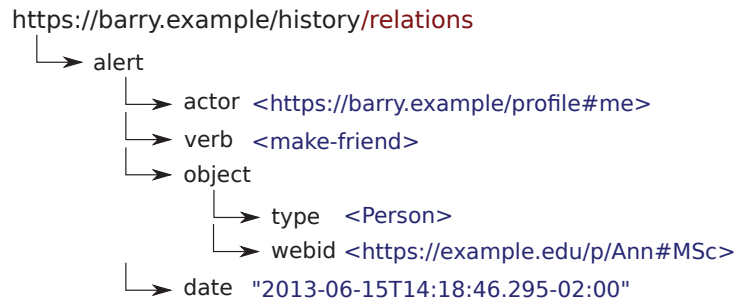 https://barry.example/history/relations
alert
actor <https://barry.example/profile#me>
verb <make-friend>
object
type <Person>
webid <https://example.edu/p/Ann#MSc>
date "2013-06-15T14:18:46.295-02:00"